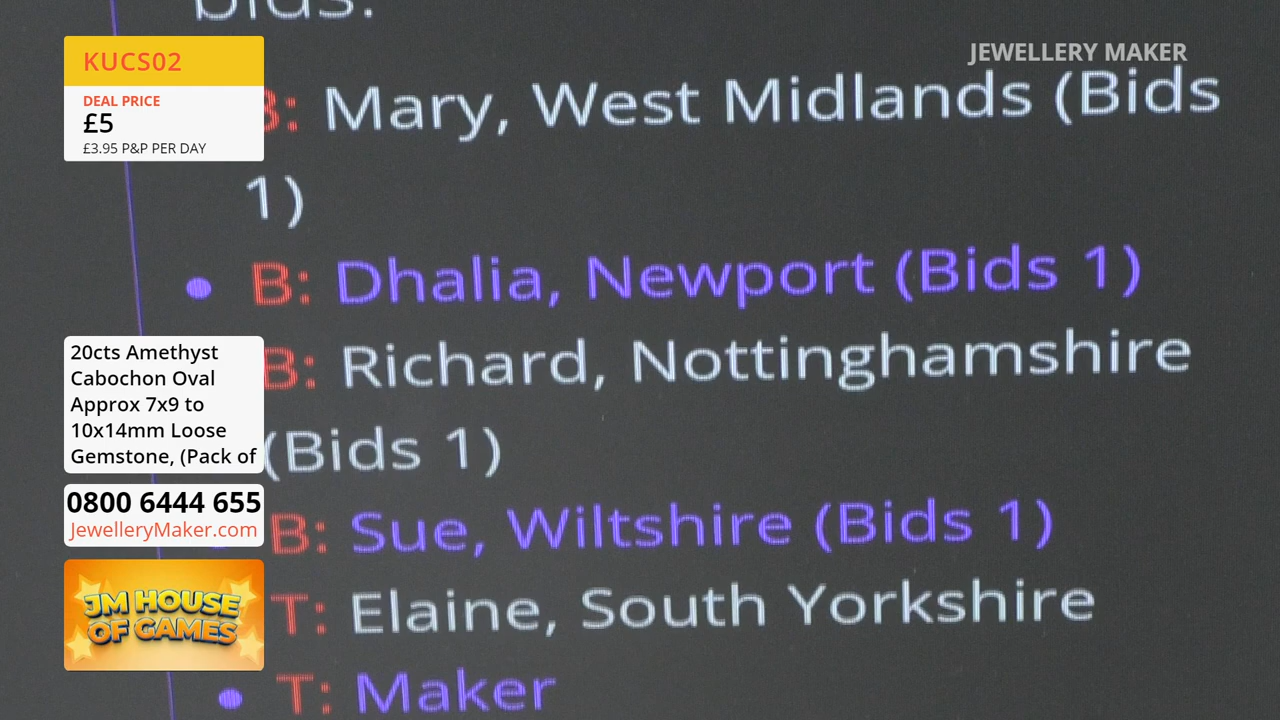 bids:
KUCS02
JEWELLERY MAKER
DEAL PRICE
£5
£3.95 P&P PER DAY
B: Mary, West Midlands (Bids
1)
• B: Dhalia, Newport (Bids 1)
B: Richard, Nottinghamshire
(Bids 1)
B: Sue, Wiltshire (Bids 1)
T: Elaine, South Yorkshire
• T: Maker
20cts Amethyst
Cabochon Oval
Approx 7x9 to
10x14mm Loose
Gemstone, (Pack of
0800 6444 655
JewelleryMaker.com
JM HOUSE
OF GAMES